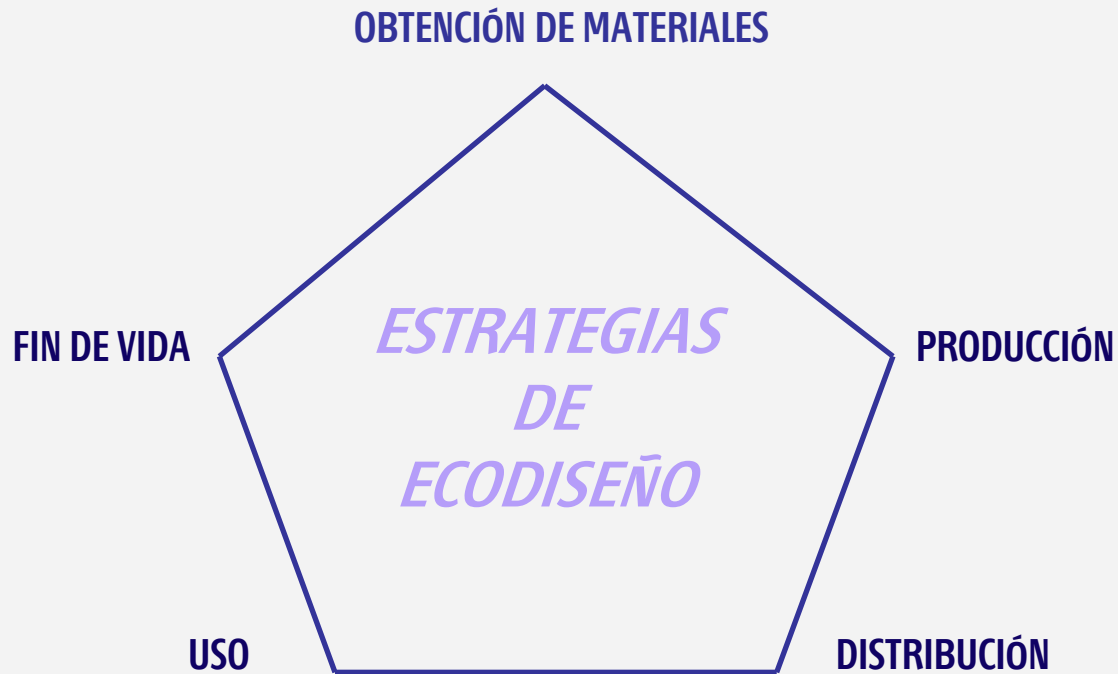 OBTENCIÓN DE MATERIALES
ESTRATEGIAS
FIN DE VIDA
PRODUCCIÓN
DE
ECODISEÑO
USO
DISTRIBUCIÓN